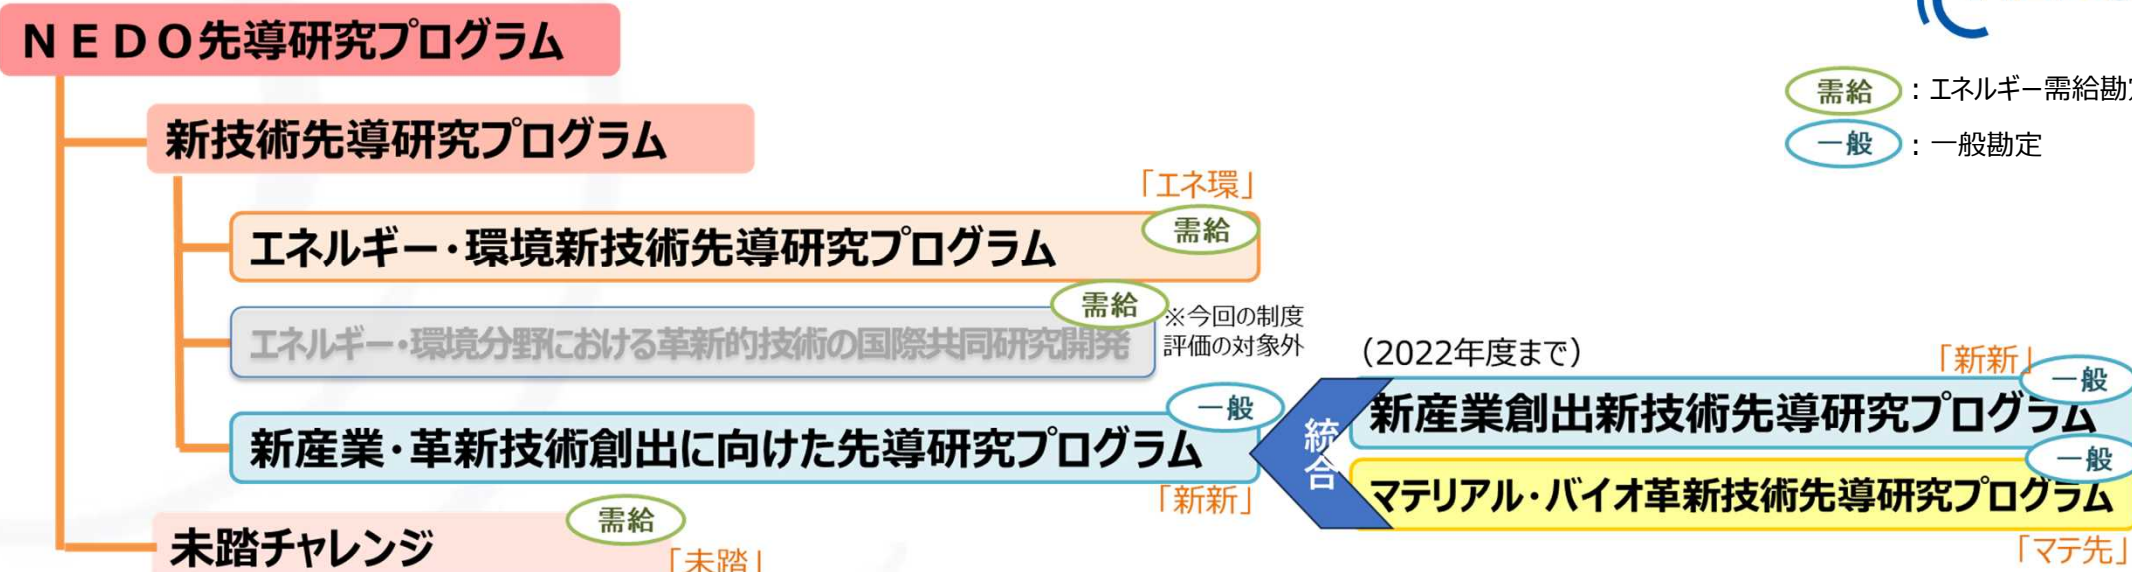 NEDO先導研究プログラム
需給：エネルギー需給勘
一般：一般勘定
新技術先導研究プログラム
「エネ環」
需給
エネルギー・環境新技術先導研究プログラム
需給
エネルギー・環境分野における革新的技術の国際共同研究開発
※今回の制度
評価の対象外
（2022年度まで）
「新新」
一般
新産業創出新技術先導研究プログラム
一般
新産業・革新技術創出に向けた先導研究プログラム
「新新」
統合
一般
マテリアル・バイオ革新技術先導研究プログラム
「マテ先」
需給
未踏チャレンジ
「未踏」